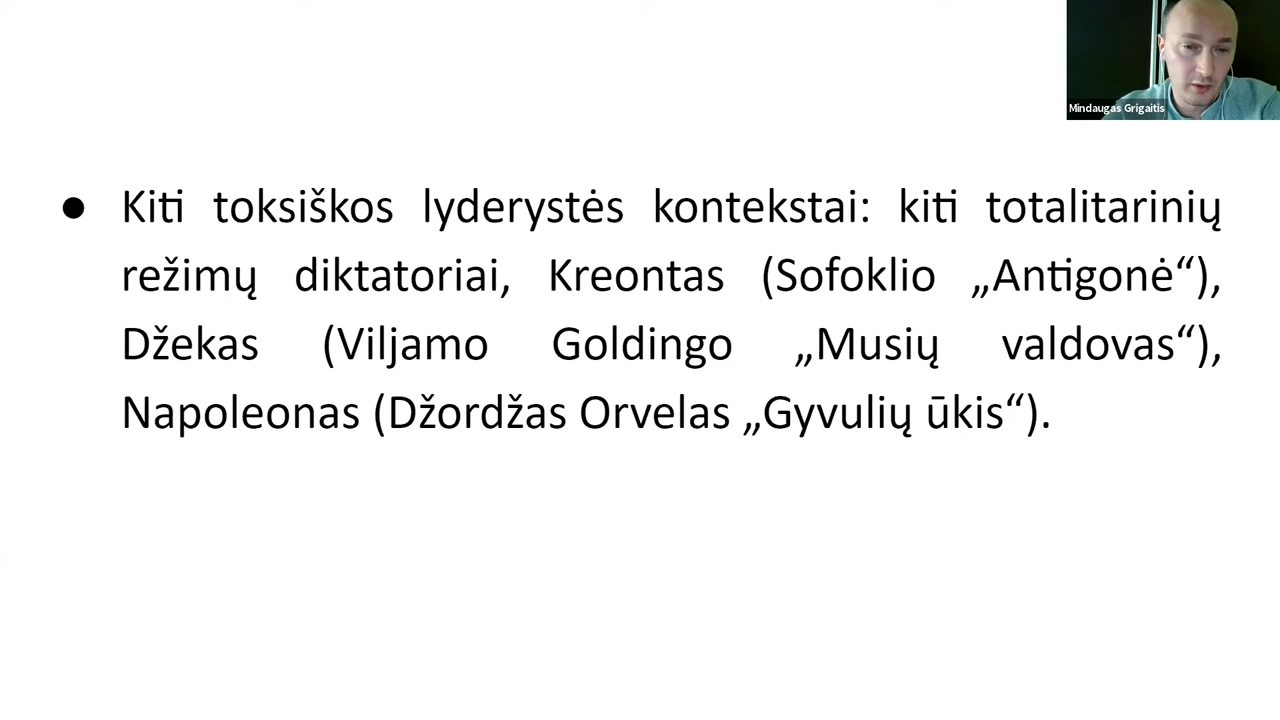 Mindaugas Grigaitis
● Kiti toksiškos lyderystės kontekstai: kiti totalitarinių
režimų diktatoriai, Kreontas (Sofoklio „Antigonė“),
Džekas (Viljamo Goldingo „Musių valdovas“),
Napoleonas (Džordžas Orvelas „Gyvulių ūkis“).